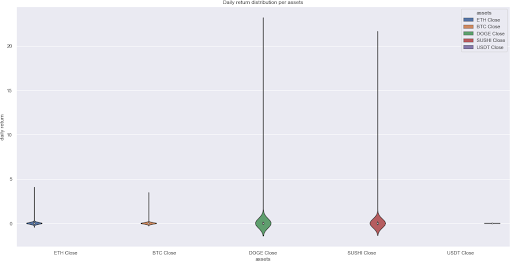 Daily return distribution per assets
assets
ETH Close
BTC Close
DOGE Close
SUSHI Close
USDT Close
20
15
10
5
0
daily return
ETH Close
BTC Close
DOGE Close
SUSHI Close
USDT Close
assets